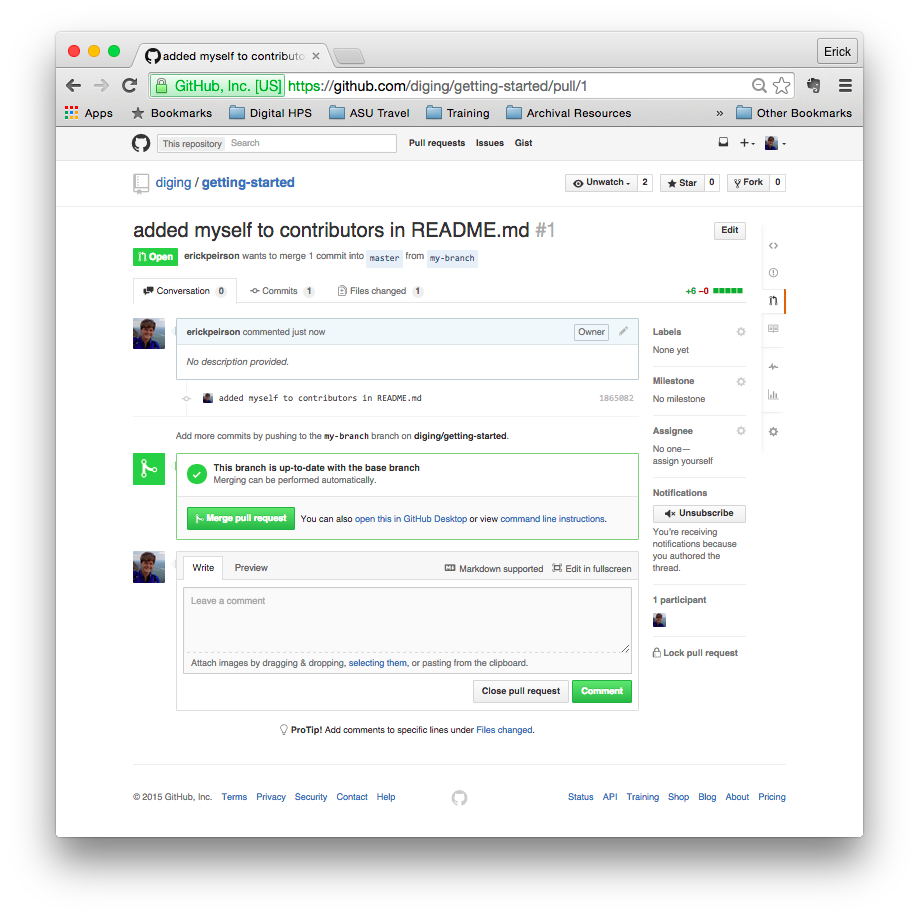 added myself to contributo
Erick
GitHub, Inc. [US] https://github.com/diging/getting-started/pull/1
Apps Bookmarks Digital HPS ASU Travel Training Archival Resources » Other Bookmarks
This repository Search Pull requests Issues Gist
diging / getting-started Unwatch 2 Star 0 Fork 0
added myself to contributors in README.md #1 Edit
Open erickpeirson wants to merge 1 commit into master from my-branch
Conversation 0 Commits 1 Files changed 1 +6 −0
erickpeirson commented just now Owner
No description provided.
added myself to contributors in README.md 1865082
Add more commits by pushing to the my-branch branch on diging/getting-started.
This branch is up-to-date with the base branch
Merging can be performed automatically.
Merge pull request You can also open this in GitHub Desktop or view command line instructions.
Write Preview Markdown supported Edit in fullscreen
Leave a comment
Attach images by dragging & dropping, selecting them, or pasting from the clipboard.
Close pull request Comment
ProTip! Add comments to specific lines under Files changed.
Labels
None yet
Milestone
No milestone
Assignee
No one—
assign yourself
Notifications
Unsubscribe
You're receiving
notifications because
you authored the
thread.
1 participant
Lock pull request
© 2015 GitHub, Inc. Terms Privacy Security Contact Help Status API Training Shop Blog About Pricing